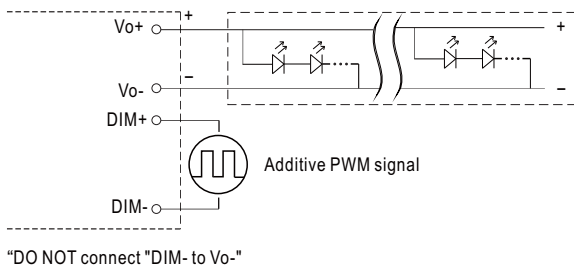 Vo+
+
+
−
Vo-
−
DIM+
Additive PWM signal
DIM-
“DO NOT connect "DIM- to Vo-"